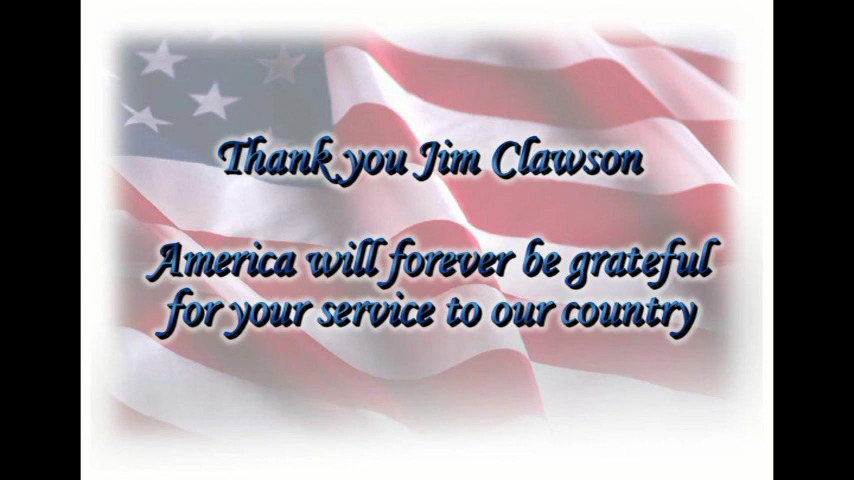 Thank you Jim Clawson
America will forever be grateful
for your service to our country